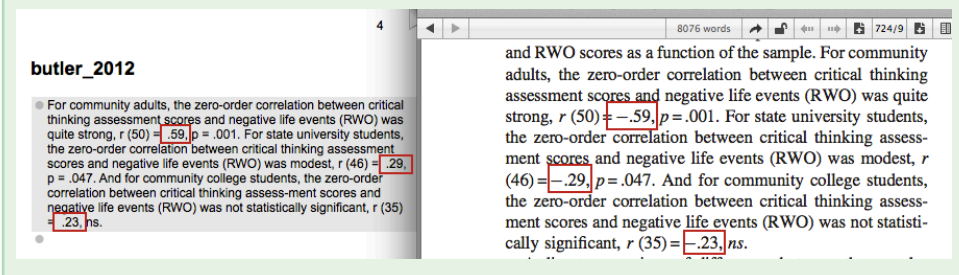 4
butler_2012
For community adults, the zero-order correlation between critical
thinking assessment scores and negative life events (RWO) was
quite strong, r (50) = .59, p = .001. For state university students,
the zero-order correlation between critical thinking assessment
scores and negative life events (RWO) was modest, r (46) = .29,
p = .047. And for community college students, the zero-order
correlation between critical thinking assess-ment scores and
negative life events (RWO) was not statistically significant, r (35)
= .23, ns.
8076 words
724/9
and RWO scores as a function of the sample. For community
adults, the zero-order correlation between critical thinking
assessment scores and negative life events (RWO) was quite
strong, r (50) = −.59, p = .001. For state university students,
the zero-order correlation between critical thinking assess-
ment scores and negative life events (RWO) was modest, r
(46) = −.29, p = .047. And for community college students,
the zero-order correlation between critical thinking assess-
ment scores and negative life events (RWO) was not statisti-
cally significant, r (35) = −.23, ns.